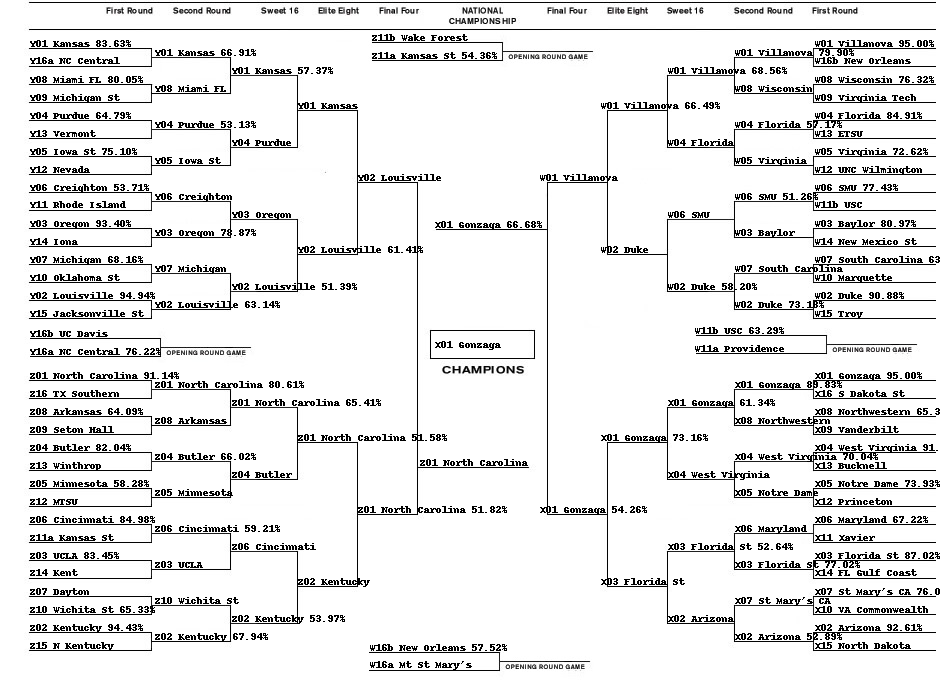 First Round Second Round Sweet 16 Elite Eight Final Four NATIONAL CHAMPIONSHIP Final Four Elite Eight Sweet 16 Second Round First Round
Y01 Kansas 83.63%
Y16a NC Central
Y08 Miami FL 80.05%
Y09 Michigan St
Y04 Purdue 64.79%
Y13 Vermont
Y05 Iowa St 75.10%
Y12 Nevada
Y06 Creighton 53.71%
Y11 Rhode Island
Y03 Oregon 93.40%
Y14 Iona
Y07 Michigan 68.16%
Y10 Oklahoma St
Y02 Louisville 94.94%
Y15 Jacksonville St
Y01 Kansas 66.91%
Y08 Miami FL
Y04 Purdue 53.13%
Y05 Iowa St
Y06 Creighton
Y03 Oregon 78.87%
Y07 Michigan
Y02 Louisville 63.14%
Y01 Kansas 57.37%
Y04 Purdue
Y03 Oregon
Y02 Louisville 51.39%
Y01 Kansas
Y02 Louisville 61.41%
Y02 Louisville
Y16b UC Davis
Y16a NC Central 76.22%
OPENING ROUND GAME
Z01 North Carolina 91.14%
Z16 TX Southern
Z08 Arkansas 64.09%
Z09 Seton Hall
Z04 Butler 82.04%
Z13 Winthrop
Z05 Minnesota 58.28%
Z12 MTSU
Z06 Cincinnati 84.98%
Z11a Kansas St
Z03 UCLA 83.45%
Z14 Kent
Z07 Dayton
Z10 Wichita St 65.33%
Z02 Kentucky 94.43%
Z15 N Kentucky
Z01 North Carolina 80.61%
Z08 Arkansas
Z04 Butler 66.02%
Z05 Minnesota
Z06 Cincinnati 59.21%
Z03 UCLA
Z10 Wichita St
Z02 Kentucky 67.94%
Z01 North Carolina 65.41%
Z04 Butler
Z06 Cincinnati
Z02 Kentucky 53.97%
Z01 North Carolina 51.58%
Z02 Kentucky
Z01 North Carolina 51.82%
Z11b Wake Forest
Z11a Kansas St 54.36%
OPENING ROUND GAME
X01 Gonzaga 66.68%
X01 Gonzaga
CHAMPIONS
Z01 North Carolina
W16b New Orleans 57.52%
W16a Mt St Mary's
OPENING ROUND GAME
W01 Villanova
W01 Villanova 66.49%
W02 Duke
W01 Villanova 68.56%
W04 Florida
W06 SMU
W02 Duke 58.20%
W01 Villanova 79.90%
W08 Wisconsin
W04 Florida 57.17%
W05 Virginia
W06 SMU 51.26%
W03 Baylor
W07 South Carolina
W02 Duke 73.18%
W01 Villanova 95.00%
W16b New Orleans
W08 Wisconsin 76.32%
W09 Virginia Tech
W04 Florida 84.91%
W13 ETSU
W05 Virginia 72.62%
W12 UNC Wilmington
W06 SMU 77.43%
W11b USC
W03 Baylor 80.97%
W14 New Mexico St
W07 South Carolina 63
W10 Marquette
W02 Duke 90.88%
W15 Troy
W11b USC 63.29%
W11a Providence
OPENING ROUND GAME
X01 Gonzaga 54.26%
X01 Gonzaga 73.16%
X03 Florida St
X01 Gonzaga 61.34%
X04 West Virginia
X03 Florida St 52.64%
X02 Arizona
X01 Gonzaga 89.83%
X08 Northwestern
X04 West Virginia 70.04%
X05 Notre Dame
X06 Maryland
X03 Florida St 77.02%
X07 St Mary's CA
X02 Arizona 52.89%
X01 Gonzaga 95.00%
X16 S Dakota St
X08 Northwestern 65.3
X09 Vanderbilt
X04 West Virginia 91.
X13 Bucknell
X05 Notre Dame 73.93%
X12 Princeton
X06 Maryland 67.22%
X11 Xavier
X03 Florida St 87.02%
X14 FL Gulf Coast
X07 St Mary's CA 76.0
X10 VA Commonwealth
X02 Arizona 92.61%
X15 North Dakota